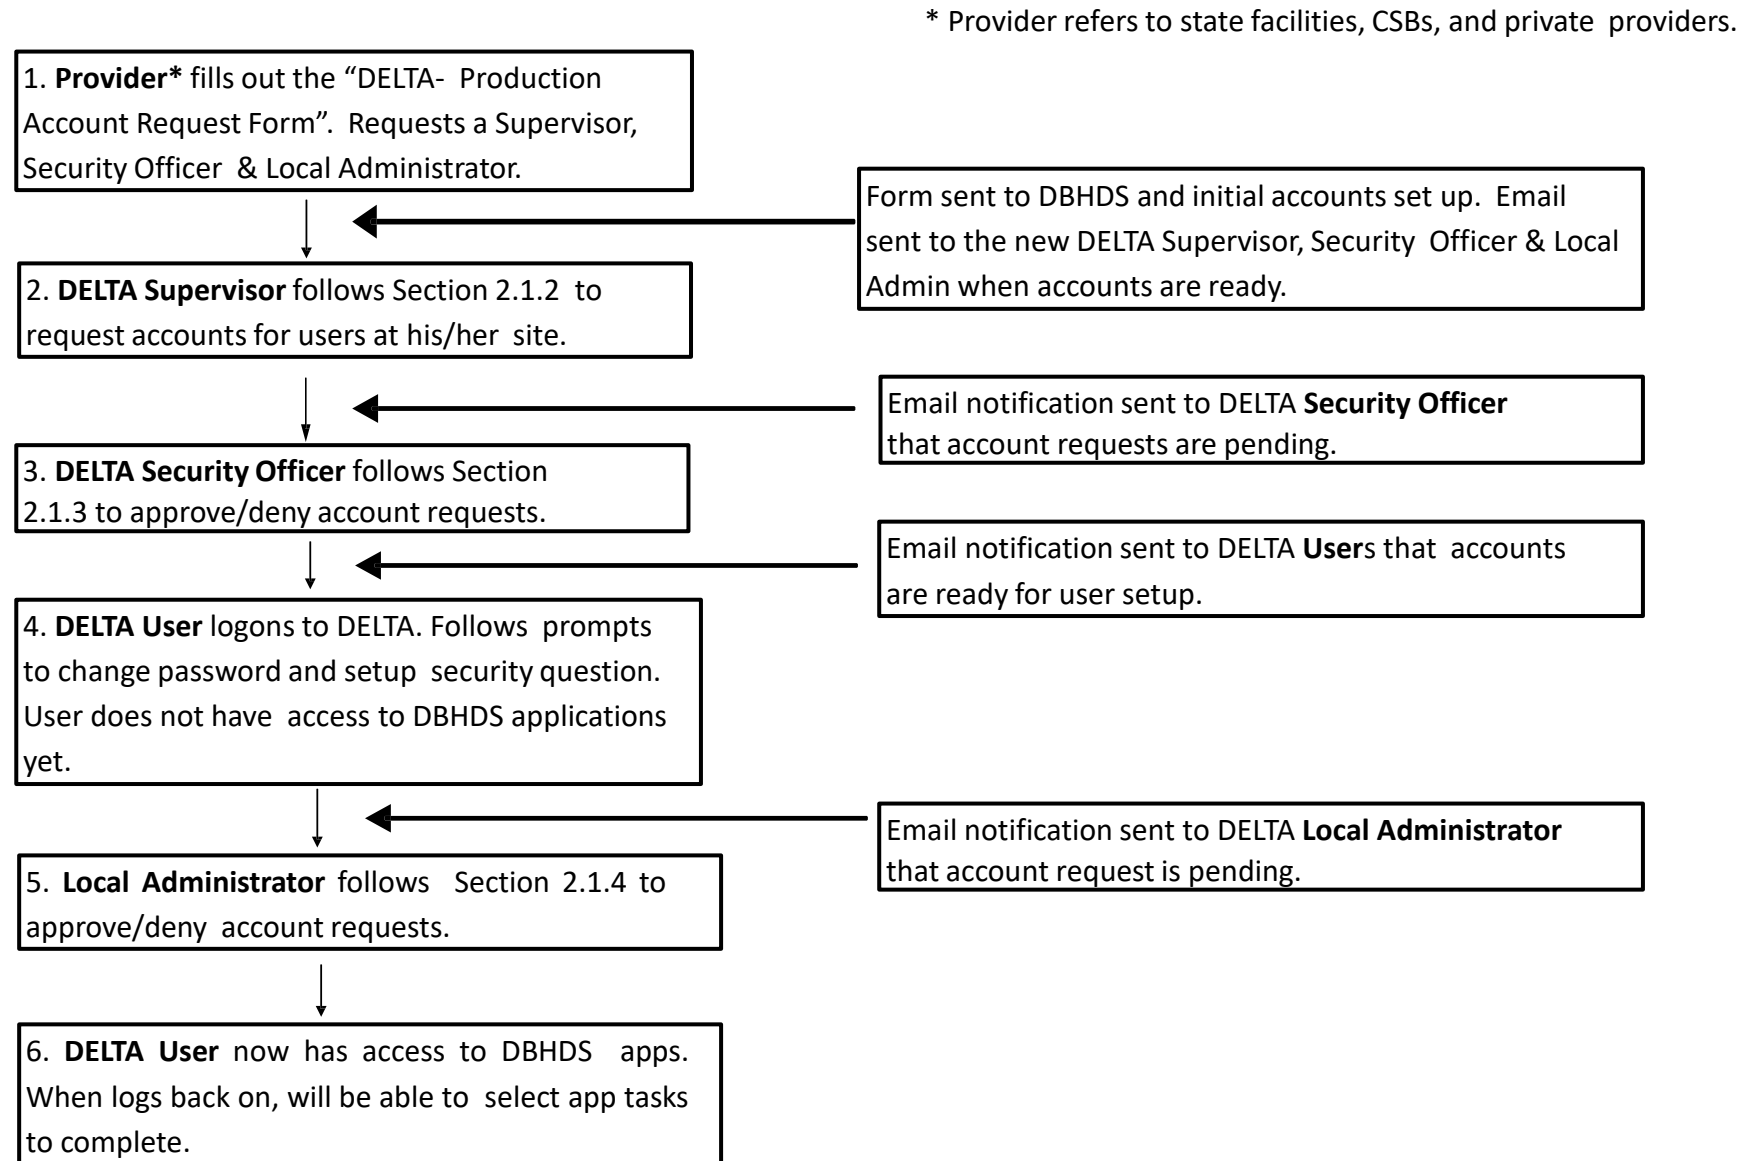 * Provider refers to state facilities, CSBs, and private providers.
1. Provider* fills out the “DELTA- Production
Account Request Form”. Requests a Supervisor,
Security Officer & Local Administrator.
Form sent to DBHDS and initial accounts set up. Email
sent to the new DELTA Supervisor, Security Officer & Local
Admin when accounts are ready.
2. DELTA Supervisor follows Section 2.1.2 to
request accounts for users at his/her site.
Email notification sent to DELTA Security Officer
that account requests are pending.
3. DELTA Security Officer follows Section
2.1.3 to approve/deny account requests.
Email notification sent to DELTA Users that accounts
are ready for user setup.
4. DELTA User logons to DELTA. Follows prompts
to change password and setup security question.
User does not have access to DBHDS applications
yet.
Email notification sent to DELTA Local Administrator
that account request is pending.
5. Local Administrator follows Section 2.1.4 to
approve/deny account requests.
6. DELTA User now has access to DBHDS apps.
When logs back on, will be able to select app tasks
to complete.